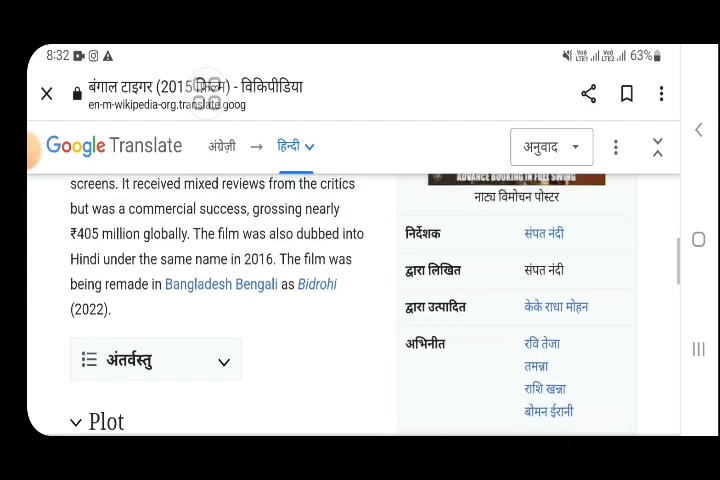 8:32
LTE1 LTE2 63%
बंगाल टाइगर (2015 फ़िल्म) - विकिपीडिया
en-m-wikipedia-org.translate.goog
Google Translate अंग्रेज़ी → हिन्दी अनुवाद
screens. It received mixed reviews from the critics
but was a commercial success, grossing nearly
₹405 million globally. The film was also dubbed into
Hindi under the same name in 2016. The film was
being remade in Bangladesh Bengali as Bidrohi
(2022).
अंतर्वस्तु
Plot
ADVANCE BOOKING IN FULL SWING
नाट्य विमोचन पोस्टर
निर्देशक संपत नंदी
द्वारा लिखित संपत नंदी
द्वारा उत्पादित केके राधा मोहन
अभिनीत रवि तेजा
तमन्ना
राशि खन्ना
बोमन ईरानी